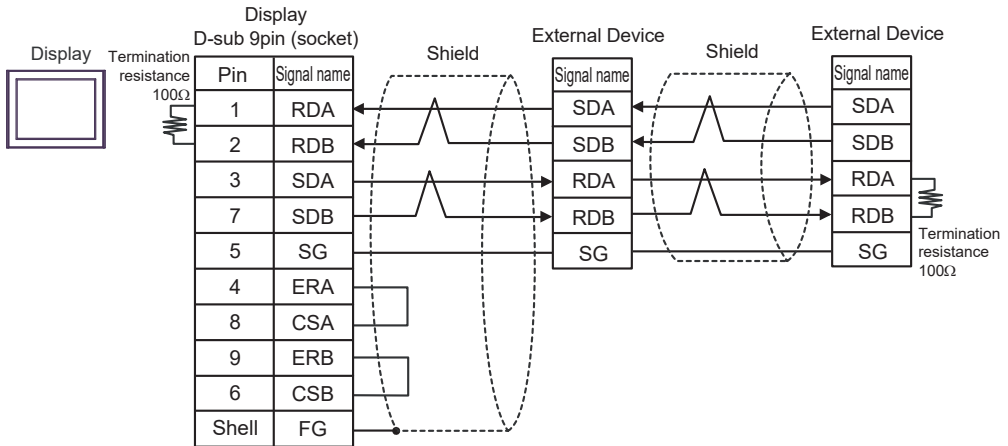 Display
Display
D-sub 9pin (socket)
Termination
resistance
100Ω
Pin Signal name
1 RDA
2 RDB
3 SDA
7 SDB
5 SG
4 ERA
8 CSA
9 ERB
6 CSB
Shell FG
Shield
External Device
Signal name
SDA
SDB
RDA
RDB
SG
Shield
External Device
Signal name
SDA
SDB
RDA
RDB
SG
Termination
resistance
100Ω